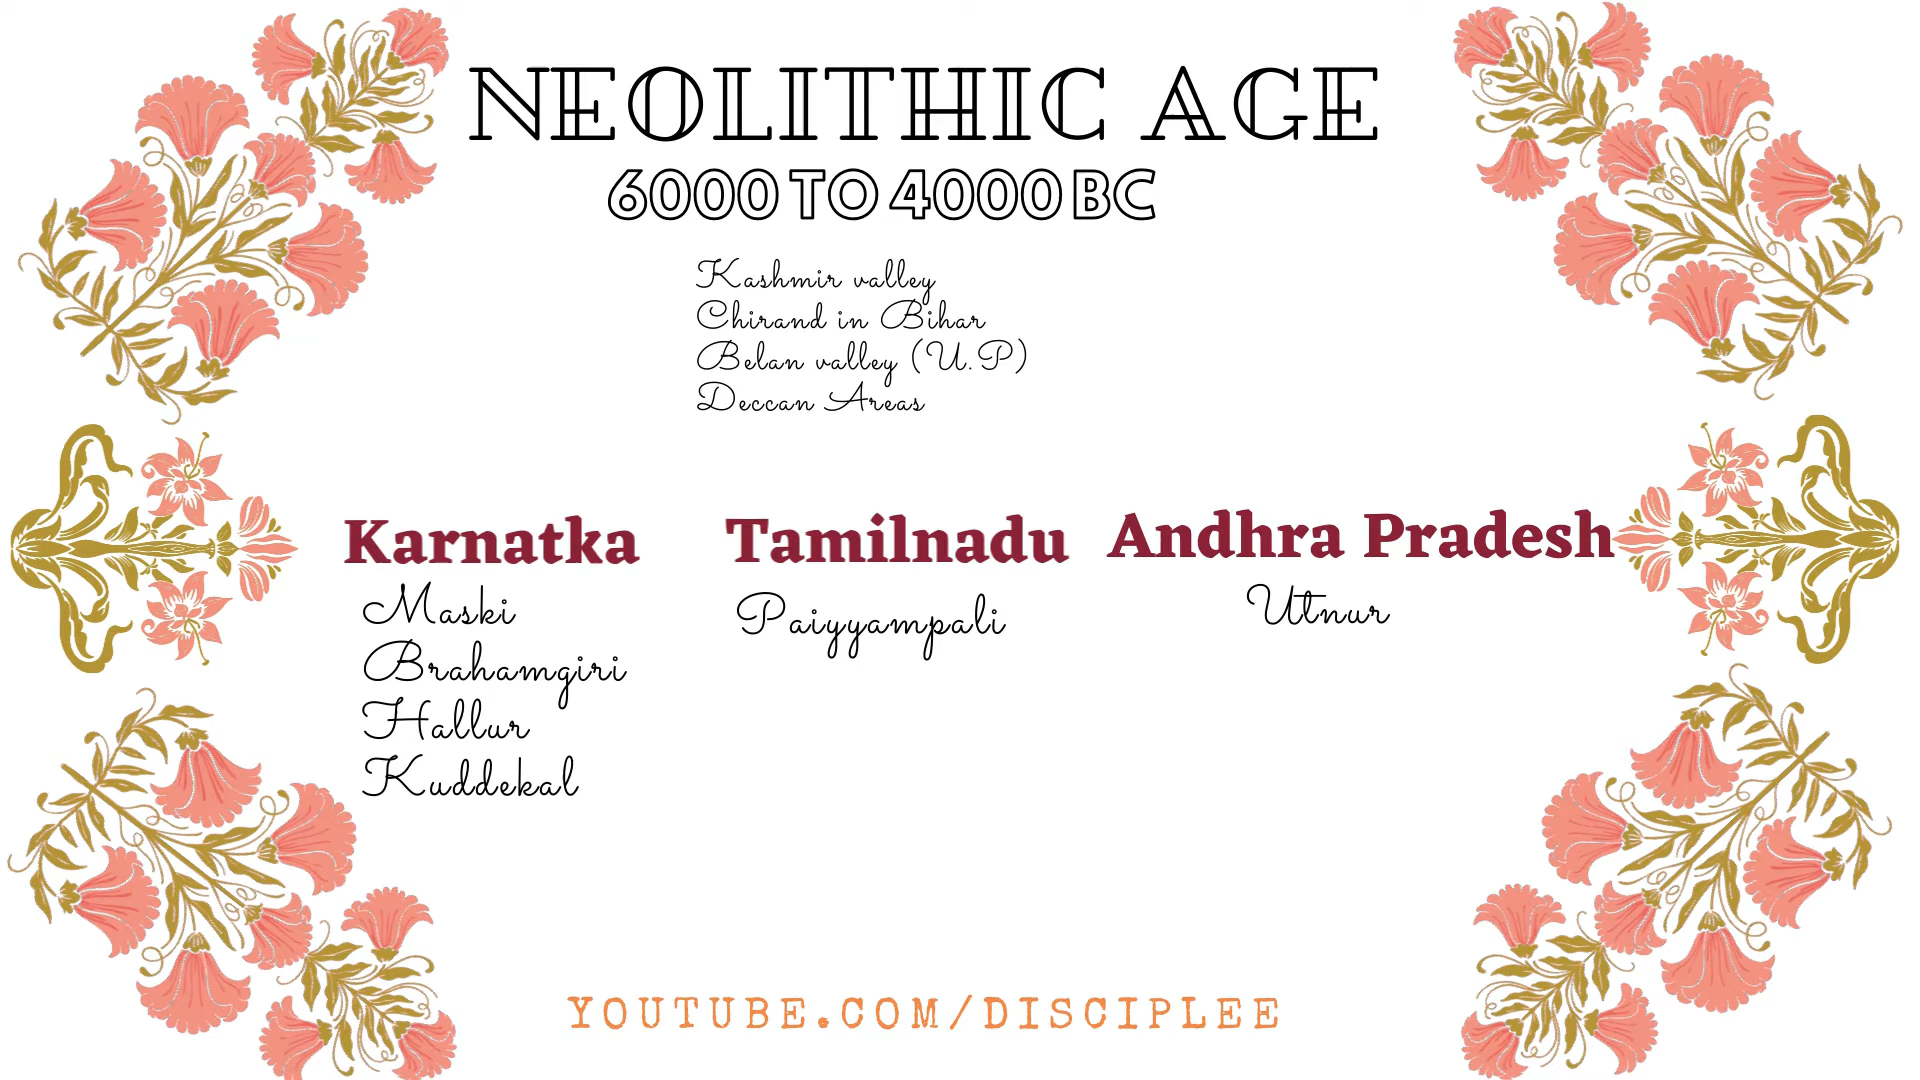 NEOLITHIC AGE
6000 TO 4000 BC
Kashmir valley
Chirand in Bihar
Belan valley (U.P)
Deccan Areas
Karnatka
Maski
Brahamgiri
Hallur
Kuddekal
Tamilnadu
Paiyyampali
Andhra Pradesh
Utnur
YOUTUBE.COM/DISCIPLEE